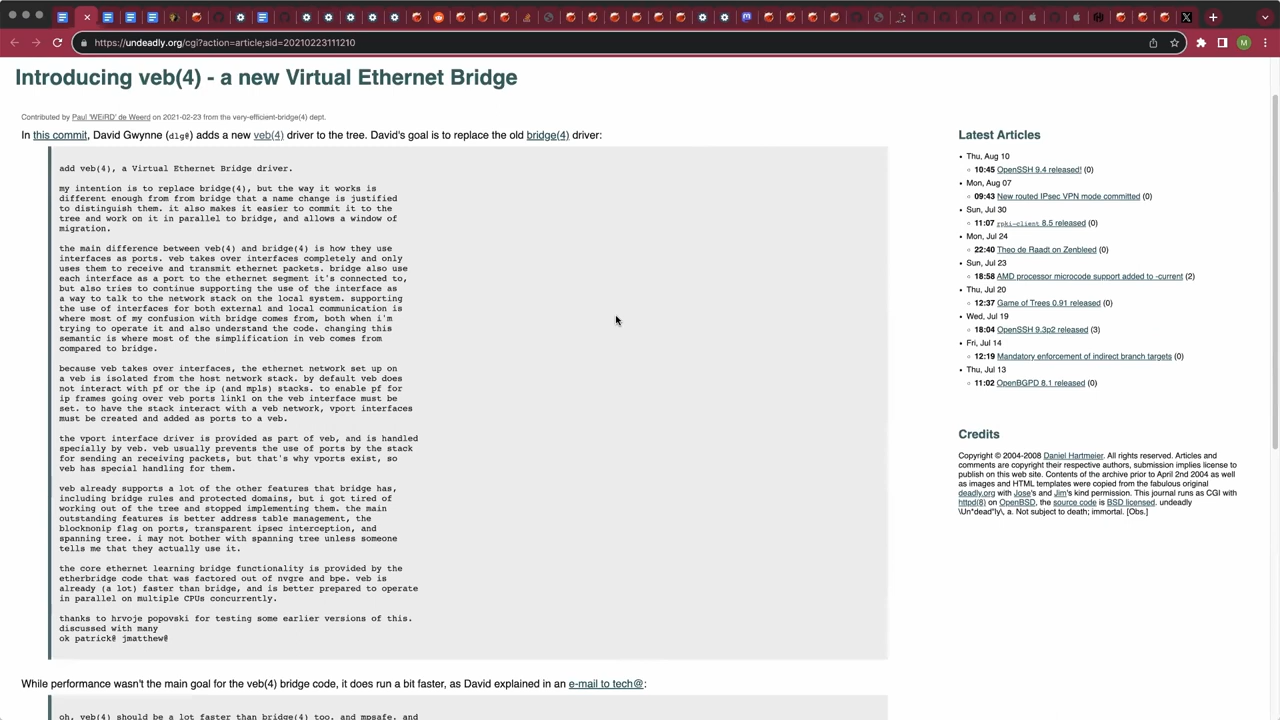 https://undeadly.org/cgi?action=article;sid=20210223111210
M
Introducing veb(4) - a new Virtual Ethernet Bridge
Contributed by Paul 'WEiRD' de Weerd on 2021-02-23 from the very-efficient-bridge(4) dept.
In this commit, David Gwynne (dlg@) adds a new veb(4) driver to the tree. David's goal is to replace the old bridge(4) driver:
add veb(4), a Virtual Ethernet Bridge driver.
my intention is to replace bridge(4), but the way it works is
different enough from from bridge that a name change is justified
to distinguish them. it also makes it easier to commit it to the
tree and work on it in parallel to bridge, and allows a window of
migration.
the main difference between veb(4) and bridge(4) is how they use
interfaces as ports. veb takes over interfaces completely and only
uses them to receive and transmit ethernet packets. bridge also use
each interface as a port to the ethernet segment it's connected to,
but also tries to continue supporting the use of the interface as
a way to talk to the network stack on the local system. supporting
the use of interfaces for both external and local communication is
where most of my confusion with bridge comes from, both when i'm
trying to operate it and also understand the code. changing this
semantic is where most of the simplification in veb comes from
compared to bridge.
because veb takes over interfaces, the ethernet network set up on
a veb is isolated from the host network stack. by default veb does
not interact with pf or the ip (and mpls) stacks. to enable pf for
ip frames going over veb ports link1 on the veb interface must be
set. to have the stack interact with a veb network, vport interfaces
must be created and added as ports to a veb.
the vport interface driver is provided as part of veb, and is handled
specially by veb. veb usually prevents the use of ports by the stack
for sending an receiving packets, but that's why vports exist, so
veb has special handling for them.
veb already supports a lot of the other features that bridge has,
including bridge rules and protected domains, but i got tired of
working out of the tree and stopped implementing them. the main
outstanding features is better address table management, the
blocknonip flag on ports, transparent ipsec interception, and
spanning tree. i may not bother with spanning tree unless someone
tells me that they actually use it.
the core ethernet learning bridge functionality is provided by the
etherbridge code that was factored out of nvgre and bpe. veb is
already (a lot) faster than bridge, and is better prepared to operate
in parallel on multiple CPUs concurrently.
thanks to hrvoje popovski for testing some earlier versions of this.
discussed with many
ok patrick@ jmatthew@
While performance wasn't the main goal for the veb(4) bridge code, it does run a bit faster, as David explained in an e-mail to tech@:
oh, veb(4) should be a lot faster than bridge(4) too. and mpsafe. and
Latest Articles
Thu, Aug 10
10:45 OpenSSH 9.4 released! (0)
Mon, Aug 07
09:43 New routed IPsec VPN mode committed (0)
Sun, Jul 30
11:07 rpki-client 8.5 released (0)
Mon, Jul 24
22:40 Theo de Raadt on Zenbleed (0)
Sun, Jul 23
18:58 AMD processor microcode support added to -current (2)
Thu, Jul 20
12:37 Game of Trees 0.91 released (0)
Wed, Jul 19
18:04 OpenSSH 9.3p2 released (3)
Fri, Jul 14
12:19 Mandatory enforcement of indirect branch targets (0)
Thu, Jul 13
11:02 OpenBGPD 8.1 released (0)
Credits
Copyright © 2004-2008 Daniel Hartmeier. All rights reserved. Articles and
comments are copyright their respective authors, submission implies license to
publish on this web site. Contents of the archive prior to April 2nd 2004 as well
as images and HTML templates were copied from the fabulous original
deadly.org with Jose's and Jim's kind permission. This journal runs as CGI with
httpd(8) on OpenBSD, the source code is BSD licensed. undeadly
\Un*dead"ly\, a. Not subject to death; immortal. [Obs.]